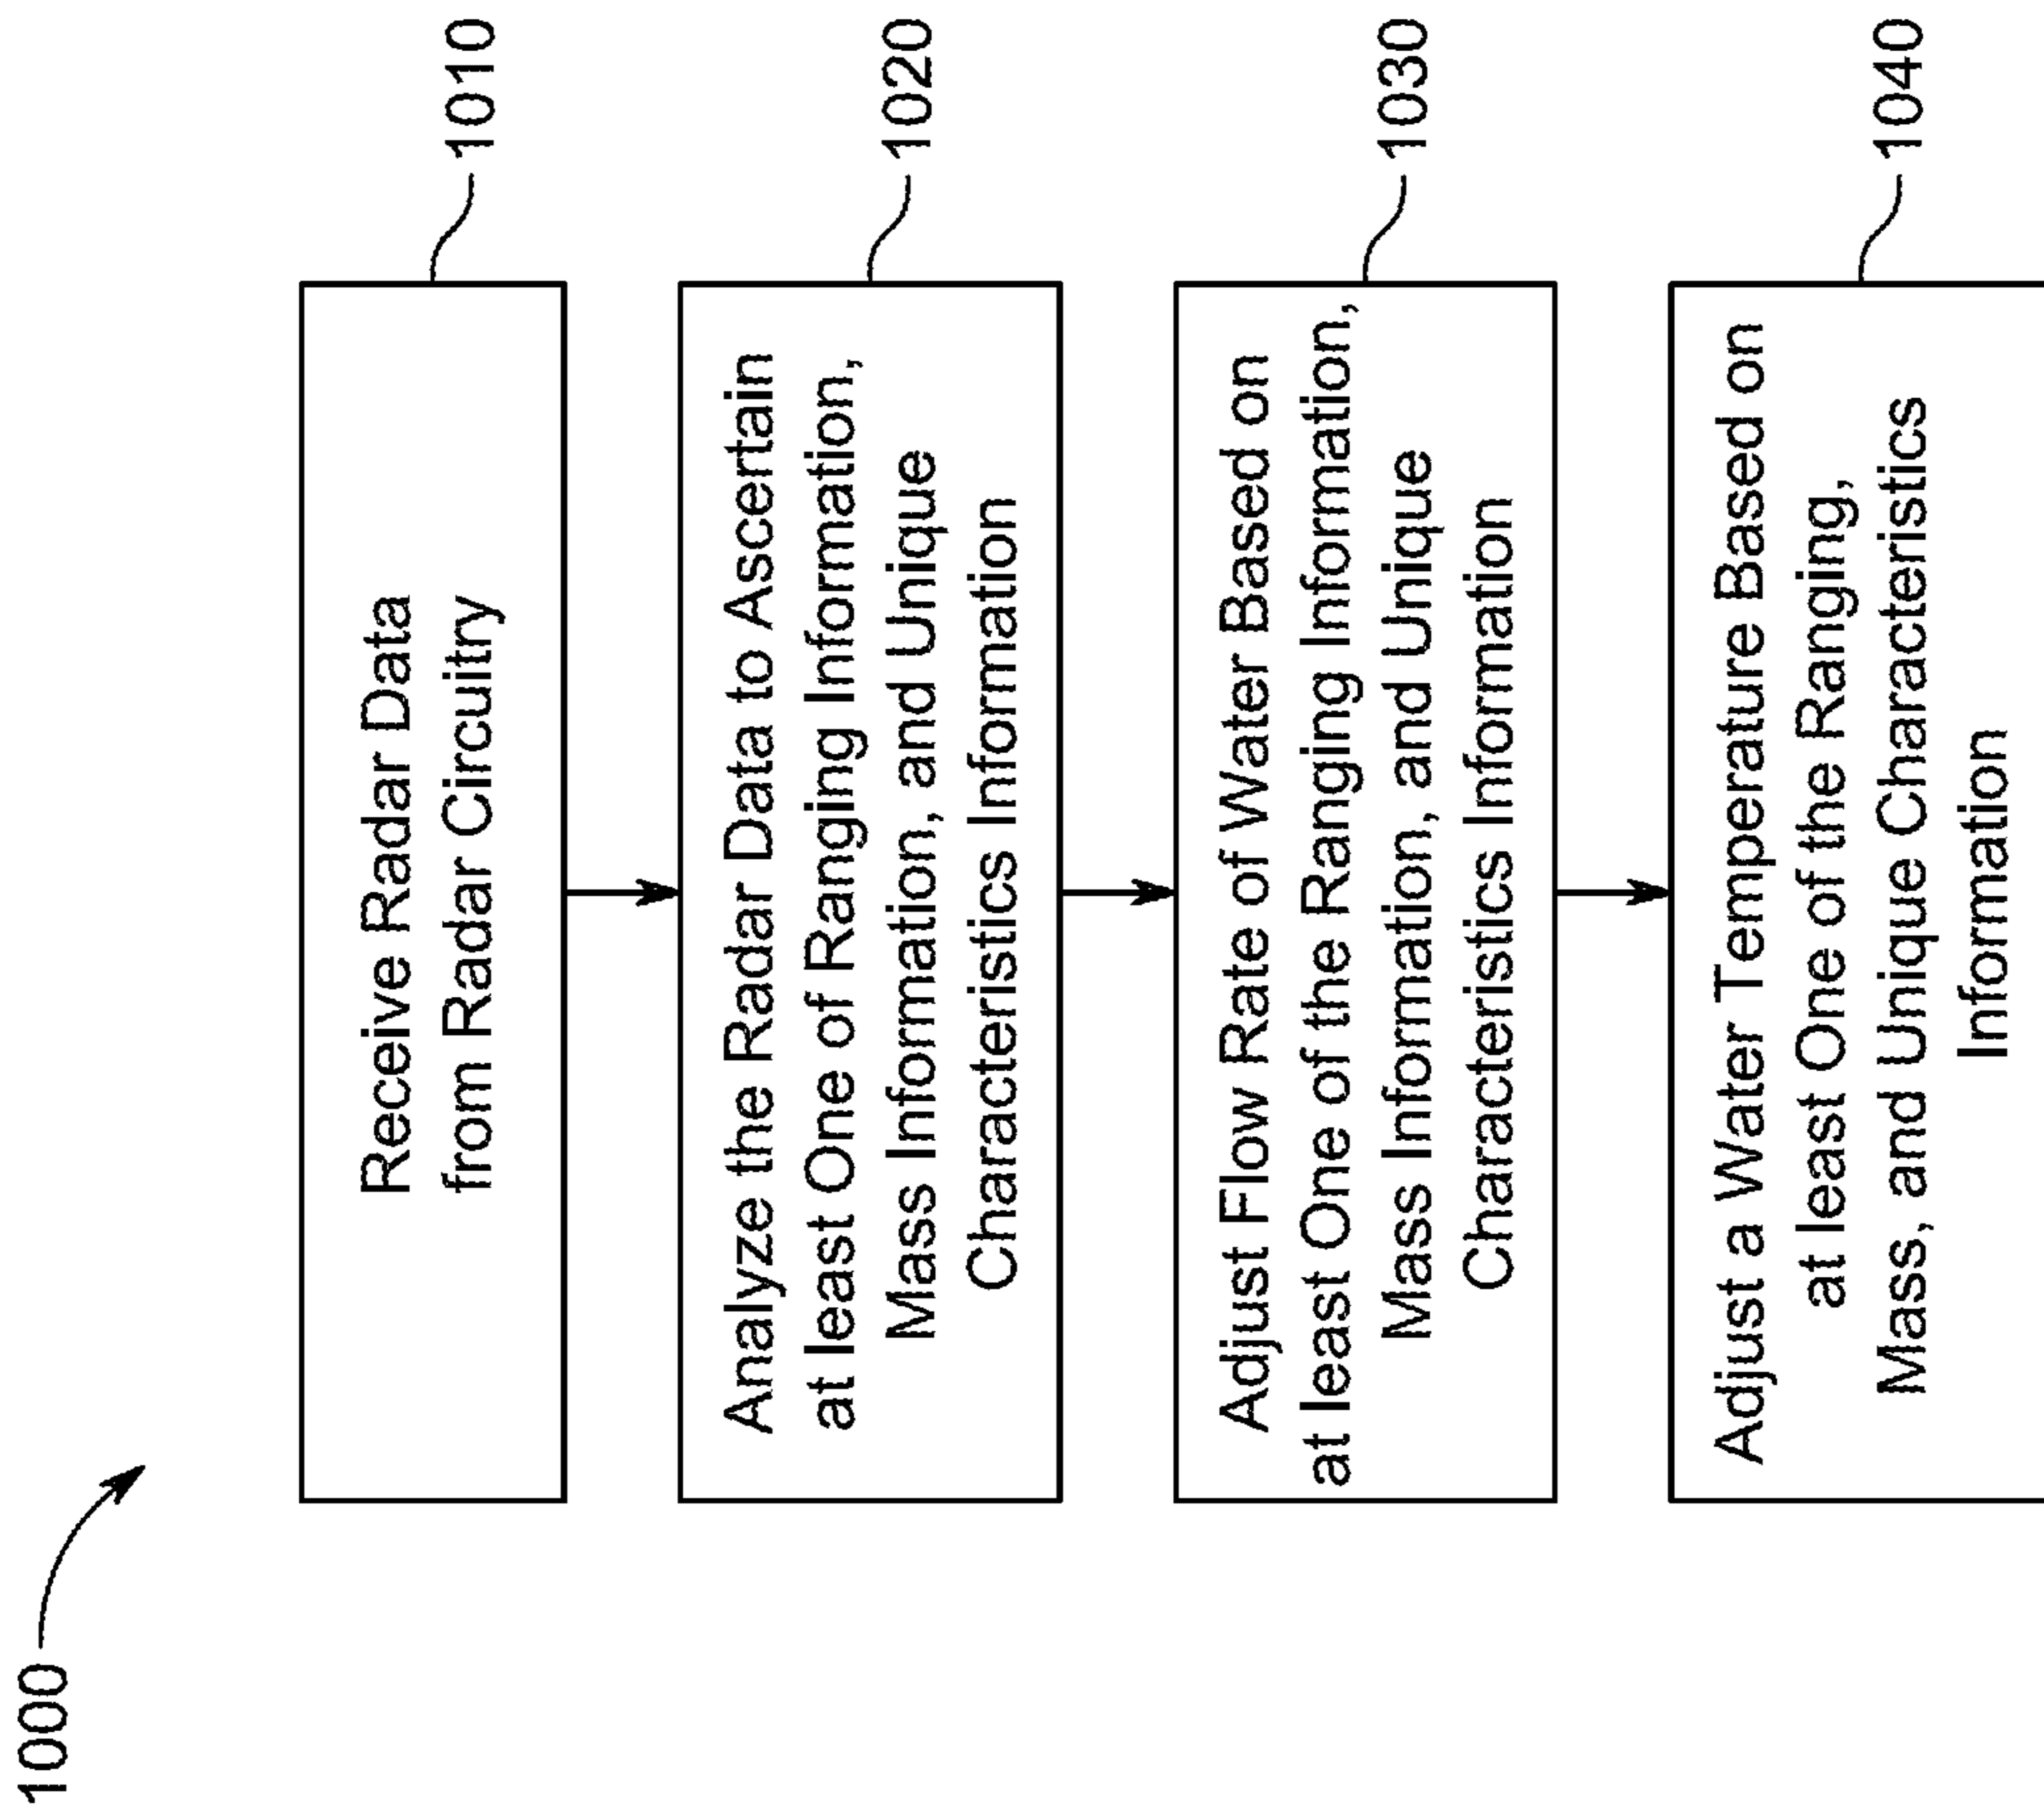 1000
Receive Radar Data
from Radar Circuitry
1010
Analyze the Radar Data to Ascertain
at least One of Ranging Information,
Mass Information, and Unique
Characteristics Information
1020
Adjust Flow Rate of Water Based on
at least One of the Ranging Information,
Mass Information, and Unique
Characteristics Information
1030
Adjust a Water Temperature Based on
at least One of the Ranging,
Mass, and Unique Characteristics
Information
1040